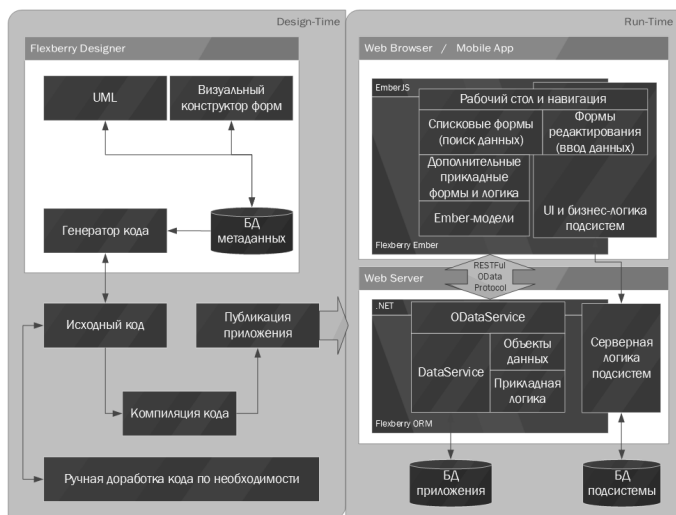 Design-Time
Flexberry Designer
UML
Визуальный
конструктор форм
Генератор кода
БД
метаданных
Исходный код
Публикация
приложения
Компиляция кода
Ручная доработка кода по необходимости
Run-Time
Web Browser / Mobile App
EmberJS
Рабочий стол и навигация
Списковые формы
(поиск данных)
Формы
редактирования
(ввод данных)
Дополнительные
прикладные
формы и логика
Ember-модели
UI и бизнес-логика
подсистем
Flexberry Ember
RESTFul
OData
Protocol
Web Server
.NET
ODataService
DataService
Объекты
данных
Прикладная
логика
Серверная
логика
подсистем
Flexberry ORM
БД
приложения
БД
подсистемы